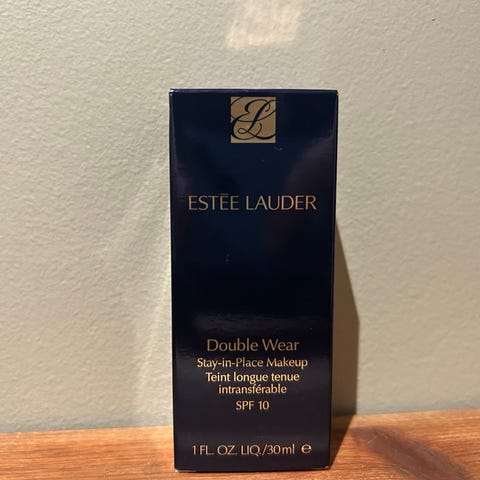 EL
ESTĒE LAUDER
Double Wear
Stay-in-Place Makeup
Teint longue tenue
intransférable
SPF 10
1 FL. OZ. LIQ./30ml ℮